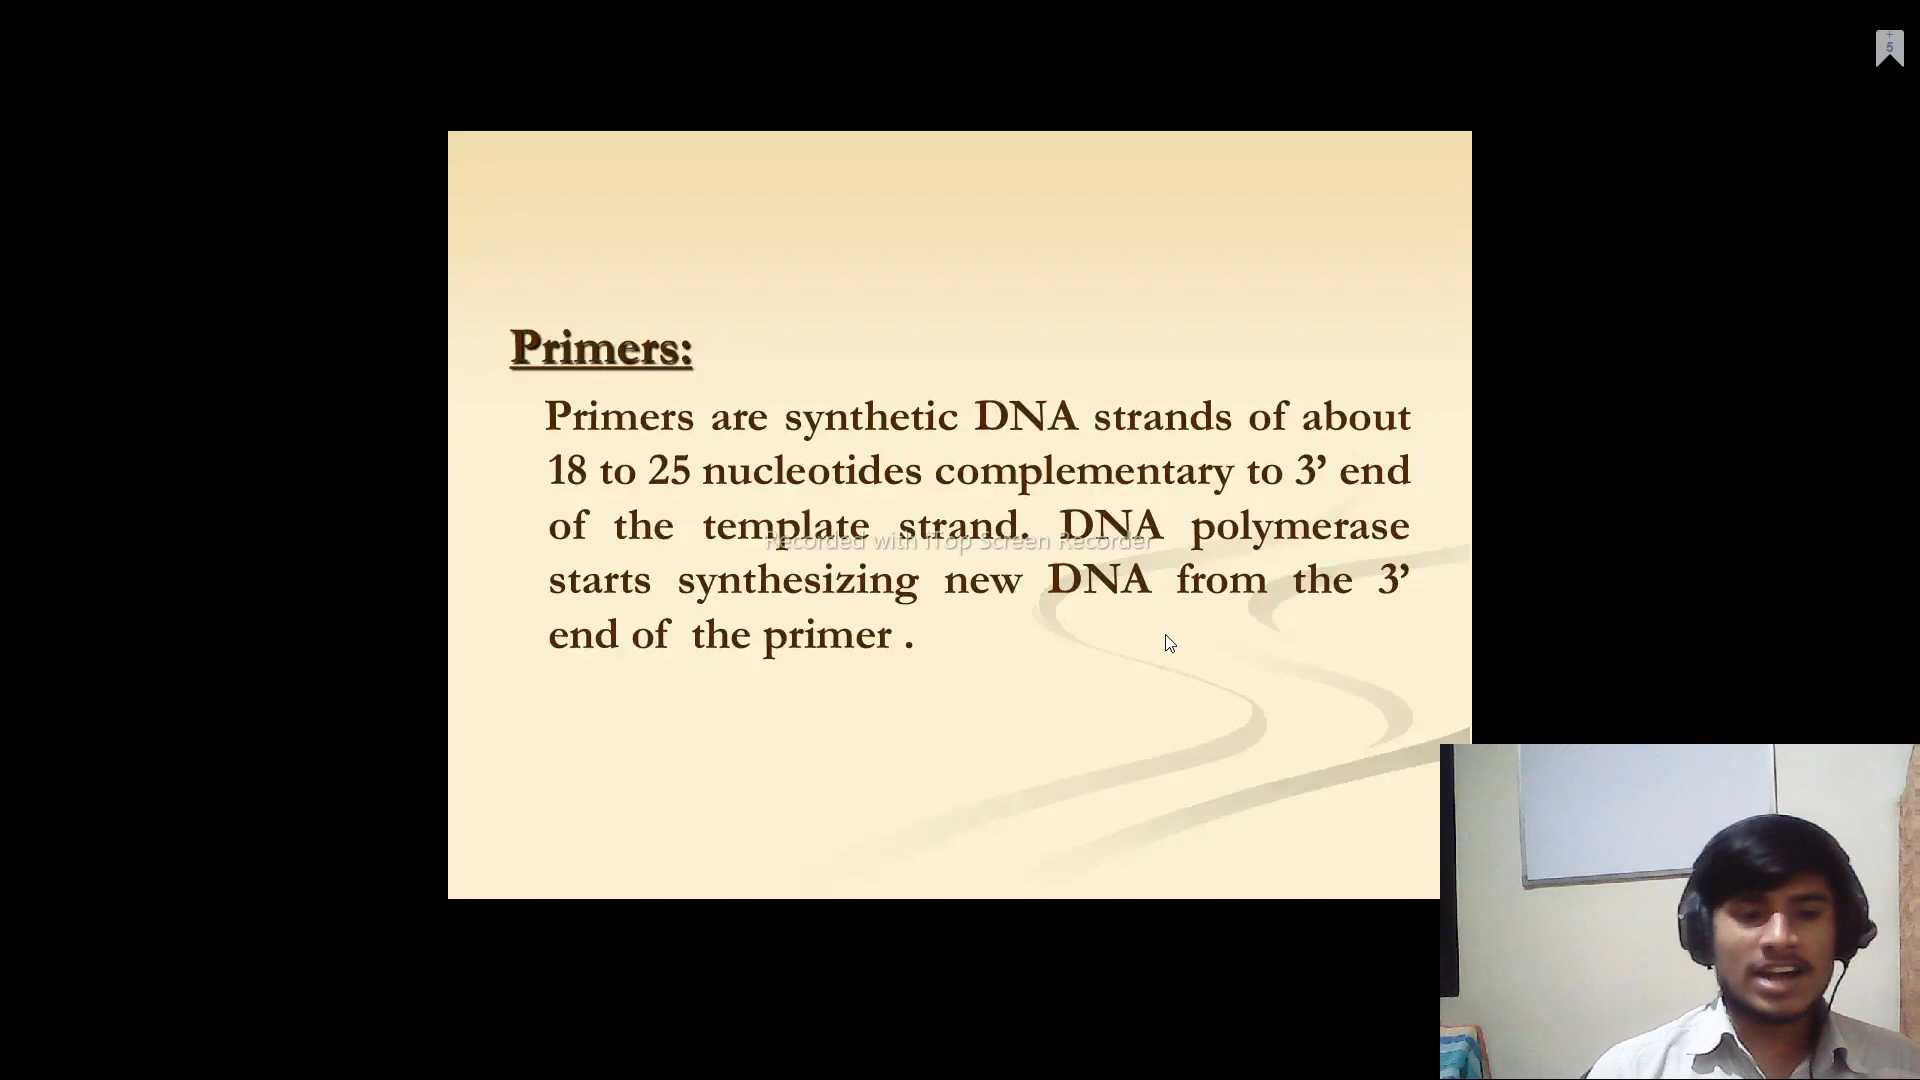 +
5
Primers:
Primers are synthetic DNA strands of about
18 to 25 nucleotides complementary to 3’ end
of the template strand. DNA polymerase
Recorded with iTop Screen Recorder
starts synthesizing new DNA from the 3’
end of the primer .